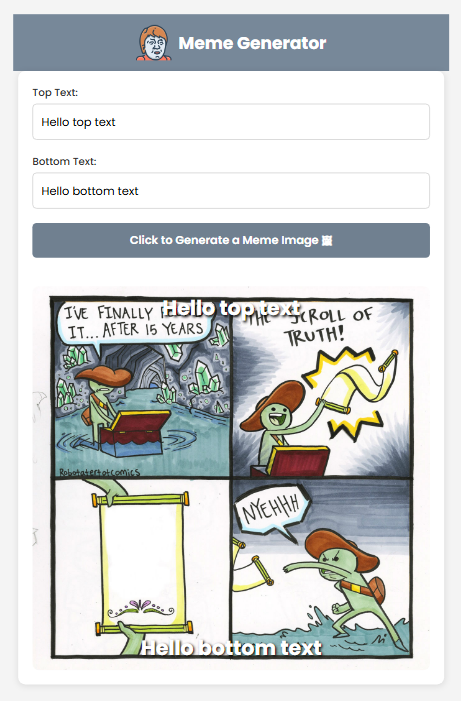 Meme Generator
Top Text:
Hello top text
Bottom Text:
Hello bottom text
Click to Generate a Meme Image
Hello top text
I'VE FINALLY
IT... AFTER 15 YEARS
THE SCROLL OF
TRUTH!
Robotatertotcomics
NYEHHH
Hello bottom text